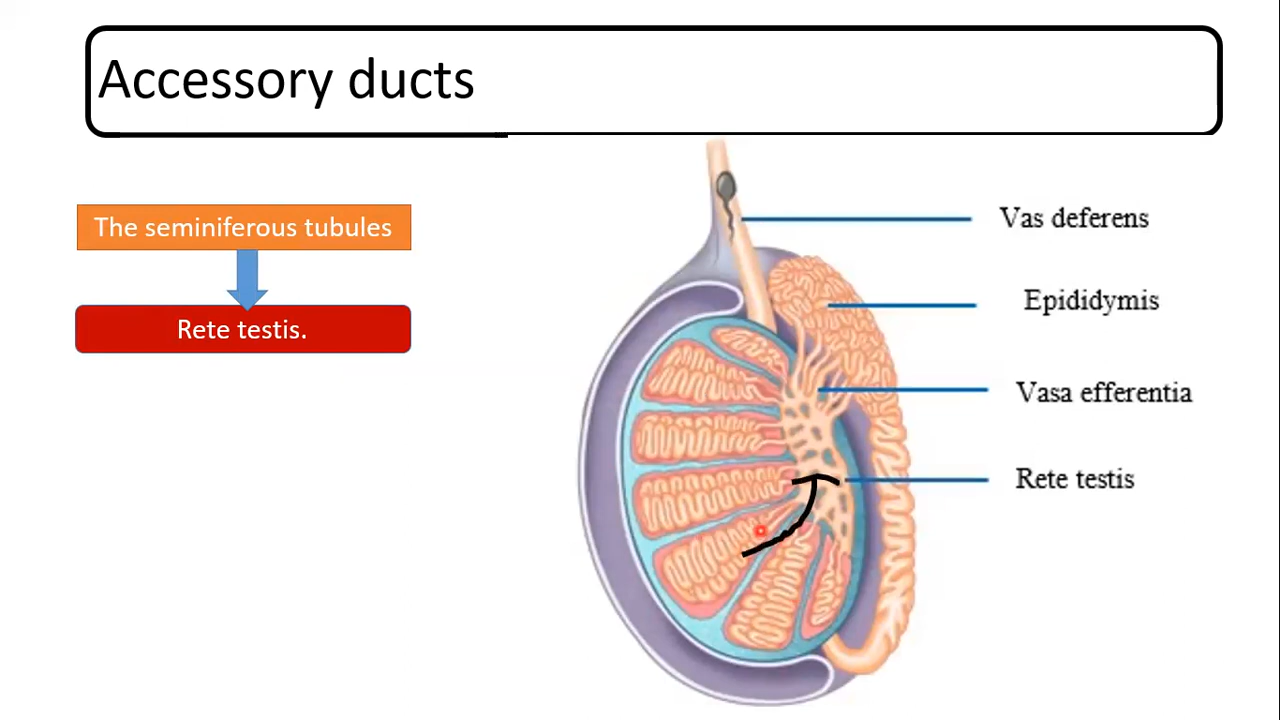 Accessory ducts
The seminiferous tubules
Rete testis.
Vas deferens
Epididymis
Vasa efferentia
Rete testis